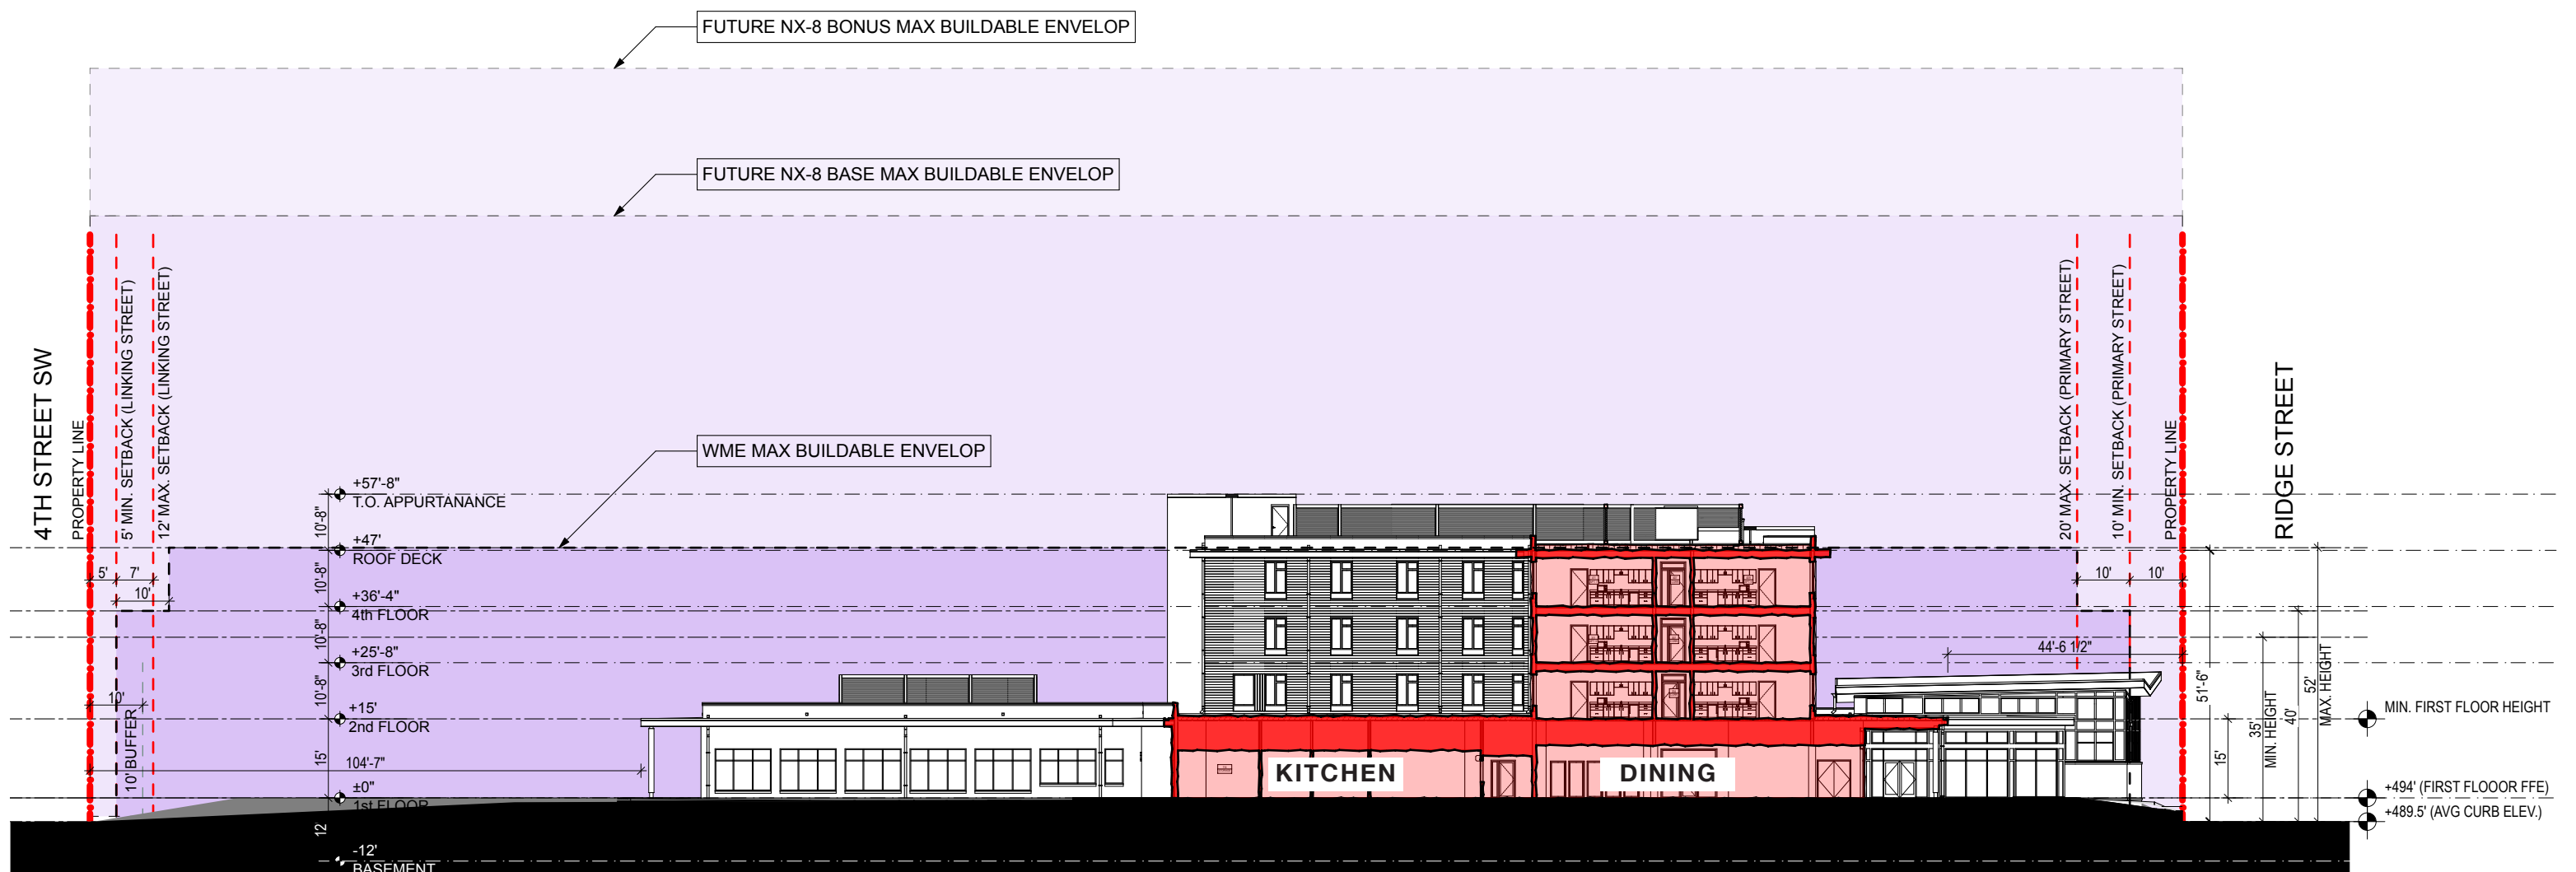 FUTURE NX-8 BONUS MAX BUILDABLE ENVELOP
FUTURE NX-8 BASE MAX BUILDABLE ENVELOP
WME MAX BUILDABLE ENVELOP
4TH STREET SW
PROPERTY LINE
5' MIN. SETBACK (LINKING STREET)
12' MAX. SETBACK (LINKING STREET)
20' MAX. SETBACK (PRIMARY STREET)
10' MIN. SETBACK (PRIMARY STREET)
PROPERTY LINE
RIDGE STREET
+57'-8"
T.O. APPURTANANCE
10'-8"
+47'
ROOF DECK
10'-8"
+36'-4"
4th FLOOR
10'-8"
+25'-8"
3rd FLOOR
10'-8"
+15'
2nd FLOOR
15'
±0"
1st FLOOR
12'
-12'
BASEMENT
5'
7'
10'
10'
10' BUFFER
104'-7"
KITCHEN
DINING
10'
10'
44'-6 1/2"
51'-6"
15'
35'
MIN. HEIGHT
40'
52'
MAX. HEIGHT
MIN. FIRST FLOOR HEIGHT
+494' (FIRST FLOOOR FFE)
+489.5' (AVG CURB ELEV.)